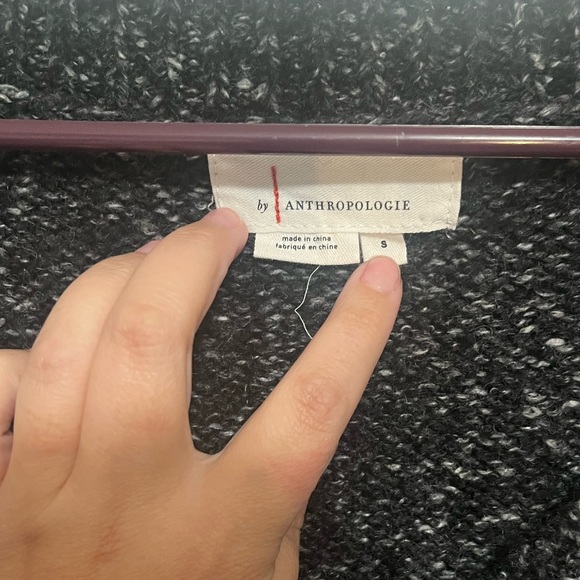 by ANTHROPOLOGIE
made in china
fabriqué en chine
S